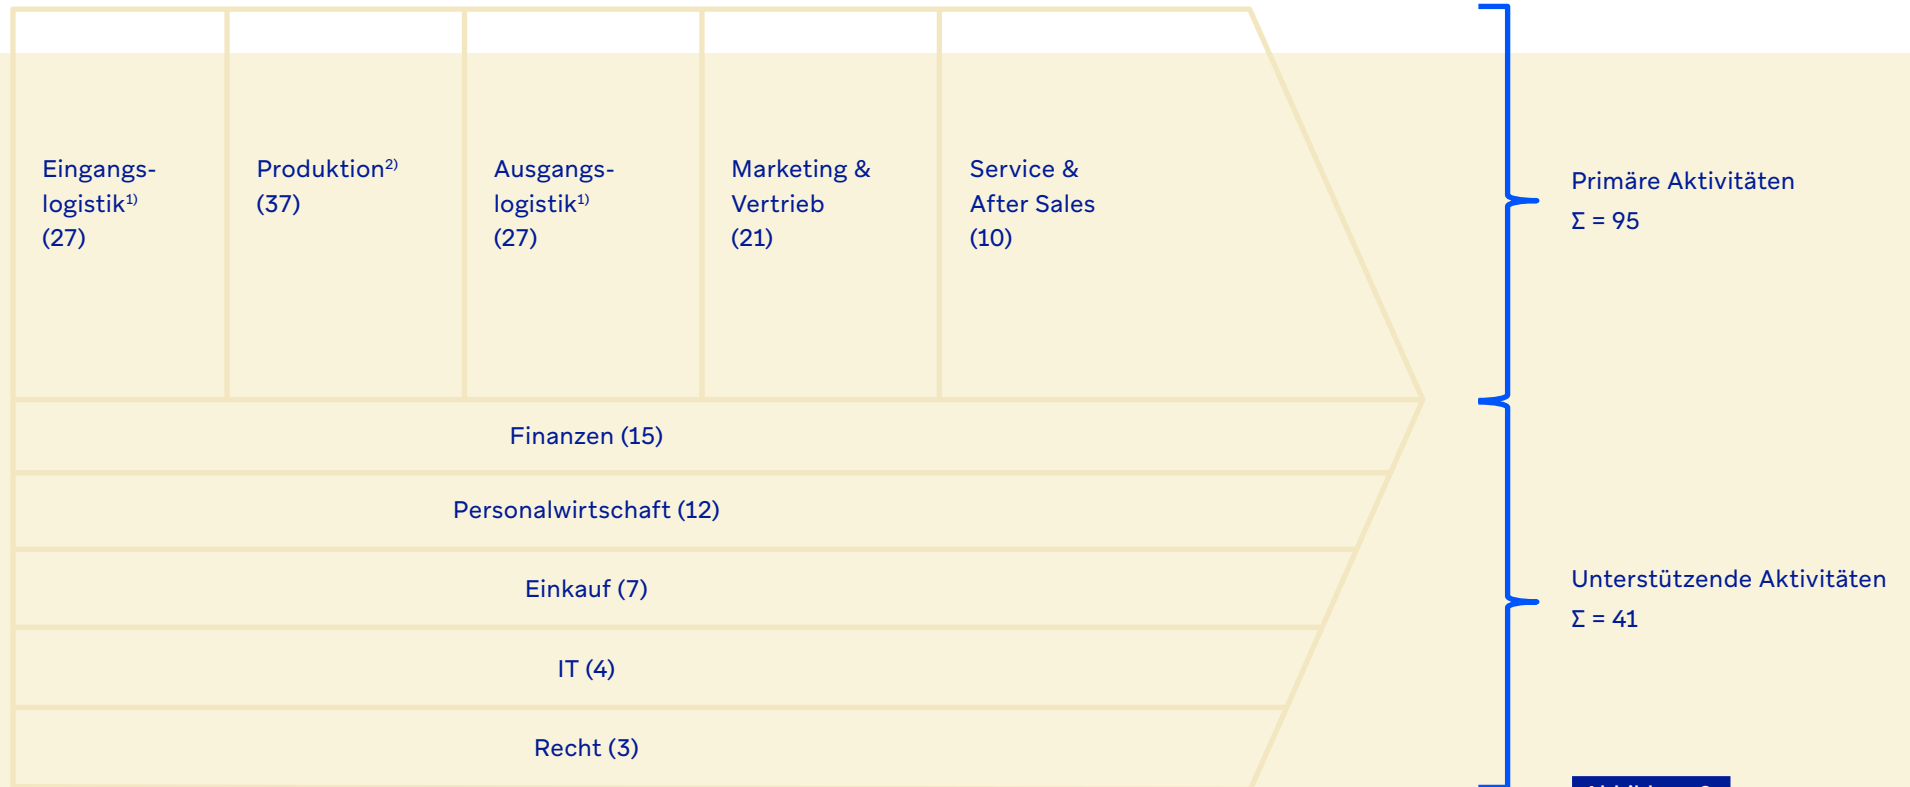 Eingangs-
logistik1)
(27)
Produktion2)
(37)
Ausgangs-
logistik1)
(27)
Marketing &
Vertrieb
(21)
Service &
After Sales
(10)
Primäre Aktivitäten
Σ = 95
Finanzen (15)
Personalwirtschaft (12)
Einkauf (7)
IT (4)
Recht (3)
Unterstützende Aktivitäten
Σ = 41